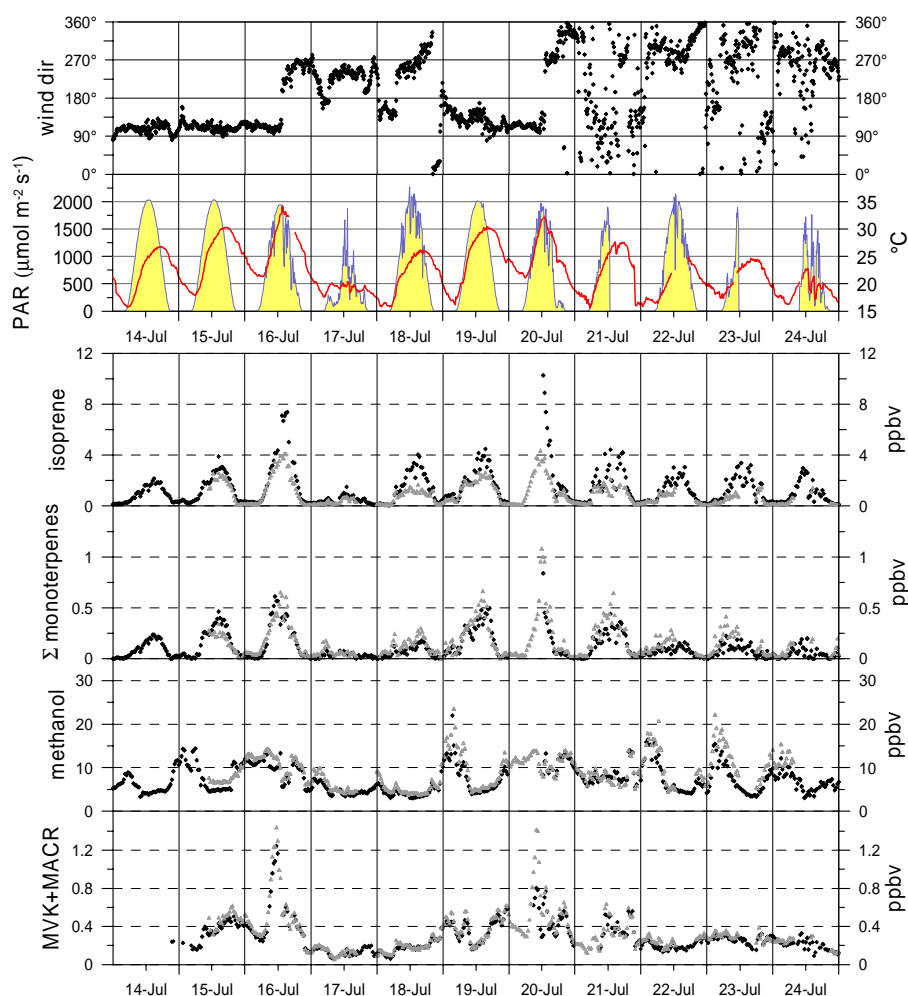 360° 360°
270° 270°
180° 180°
90° 90°
0° 0°
wind dir
2000 35
1500 30
1000 25
500 20
0 15
PAR (μmol m⁻² s⁻¹)
°C
14-Jul 15-Jul 16-Jul 17-Jul 18-Jul 19-Jul 20-Jul 21-Jul 22-Jul 23-Jul 24-Jul
12 12
8 8
4 4
0 0
isoprene
ppbv
1 1
0.5 0.5
0 0
Σ monoterpenes
ppbv
30 30
20 20
10 10
0 0
methanol
ppbv
1.2 1.2
0.8 0.8
0.4 0.4
0 0
MVK+MACR
ppbv
14-Jul 15-Jul 16-Jul 17-Jul 18-Jul 19-Jul 20-Jul 21-Jul 22-Jul 23-Jul 24-Jul